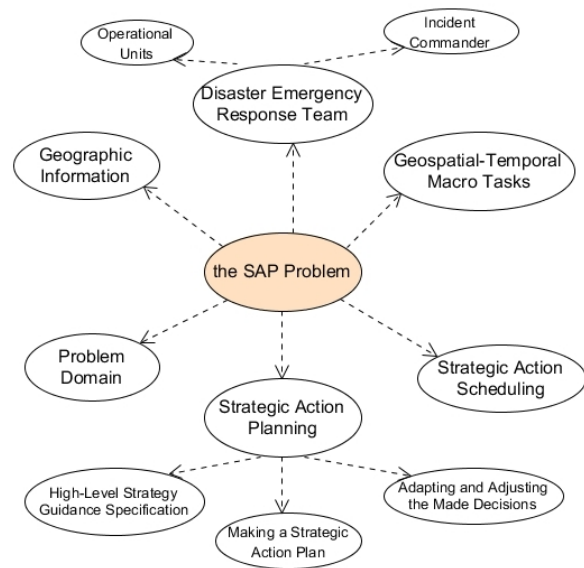 Operational
Units
Incident
Commander
Disaster Emergency
Response Team
Geographic
Information
Geospatial-Temporal
Macro Tasks
the SAP Problem
Problem
Domain
Strategic Action
Scheduling
Strategic Action
Planning
High-Level Strategy
Guidance Specification
Making a Strategic
Action Plan
Adapting and Adjusting
the Made Decisions